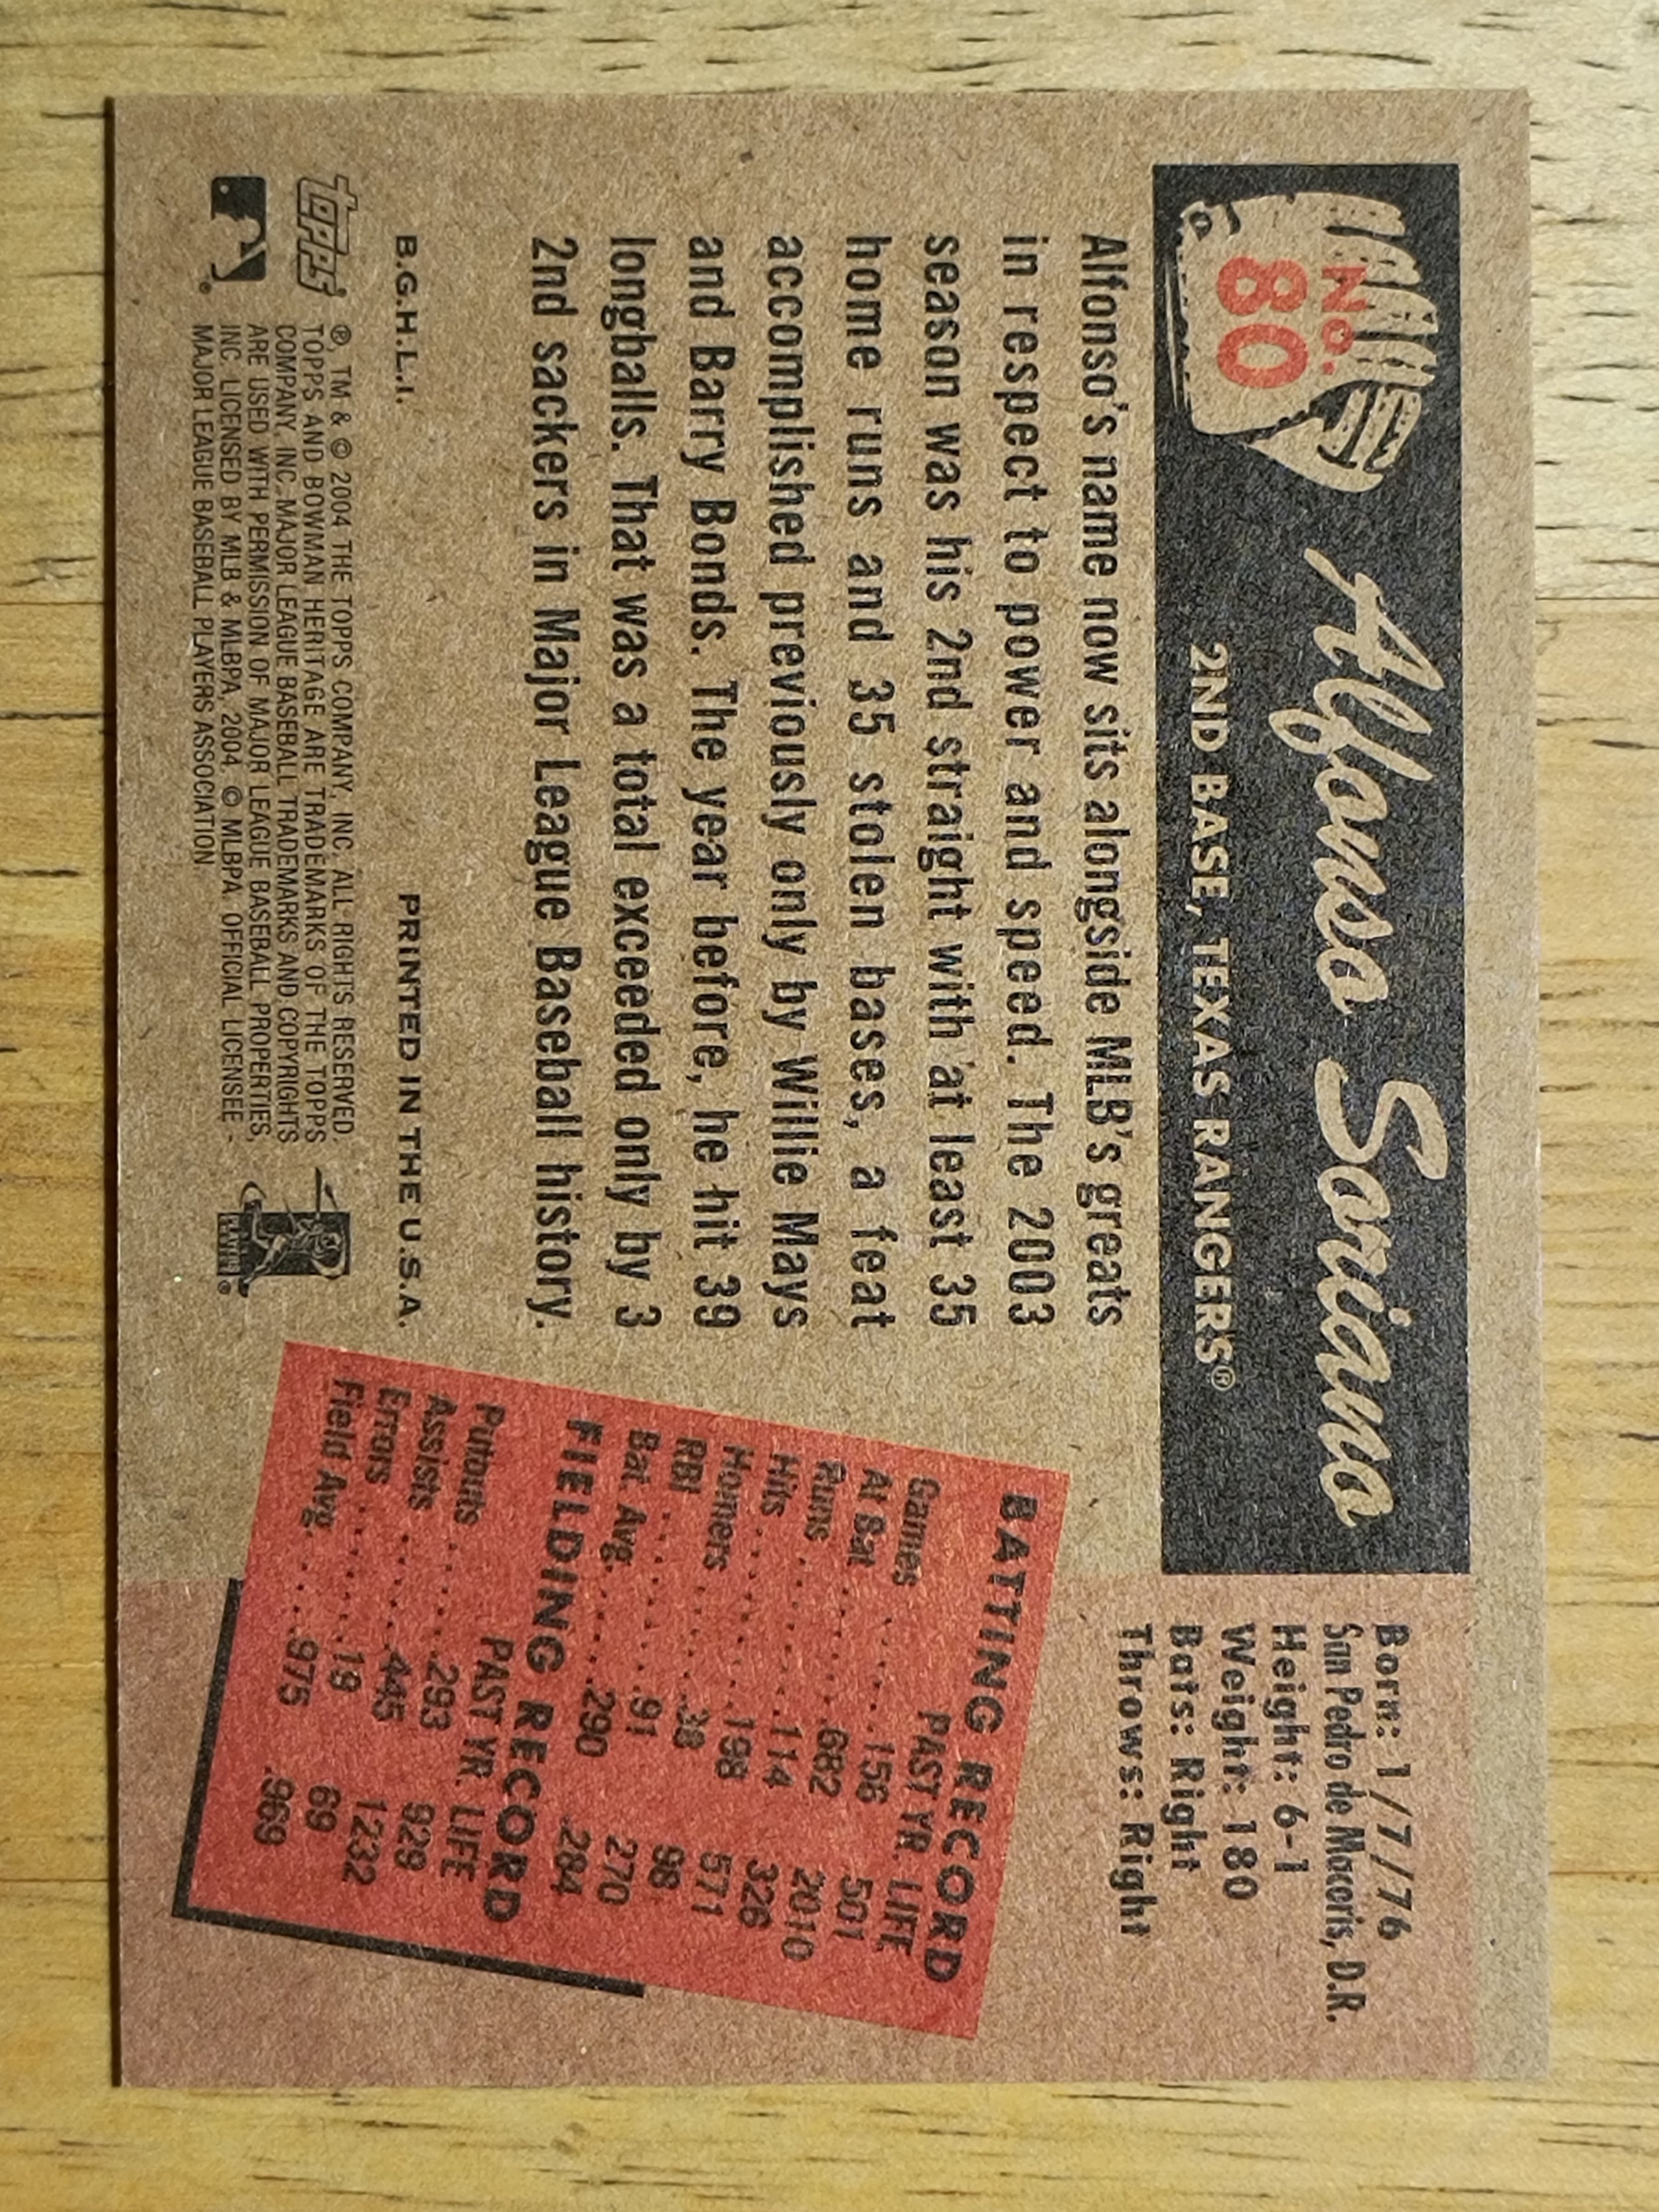 No.
80
Alfonso Soriano
2ND BASE, TEXAS RANGERS®
Born: 1/7/76
San Pedro de Macoris, D.R.
Height: 6-1
Weight: 180
Bats: Right
Throws: Right
Alfonso's name now sits alongside MLB's greats
in respect to power and speed. The 2003
season was his 2nd straight with at least 35
home runs and 35 stolen bases, a feat
accomplished previously only by Willie Mays
and Barry Bonds. The year before, he hit 39
longballs. That was a total exceeded only by 3
2nd sackers in Major League Baseball history.
BATTING RECORD
PAST YR. LIFE
Games ......156 501
At Bat ......682 2010
Runs .......114 326
Hits ........198 571
Homers .....38 98
RBI .........91 270
Bat. Avg. ....290 .284
FIELDING RECORD
PAST YR. LIFE
Putouts .....293 929
Assists .....445 1232
Errors .......19 69
Field Avg. ....975 .969
B.G.H.L.I.
PRINTED IN THE U.S.A.
topps
®, TM & © 2004 THE TOPPS COMPANY, INC. ALL RIGHTS RESERVED.
TOPPS AND BOWMAN HERITAGE ARE TRADEMARKS OF THE TOPPS
COMPANY, INC. MAJOR LEAGUE BASEBALL TRADEMARKS AND COPYRIGHTS
ARE USED WITH PERMISSION OF MAJOR LEAGUE BASEBALL PROPERTIES,
INC. LICENSED BY MLB & MLBPA, 2004. © MLBPA. OFFICIAL LICENSEE -
MAJOR LEAGUE BASEBALL PLAYERS ASSOCIATION.